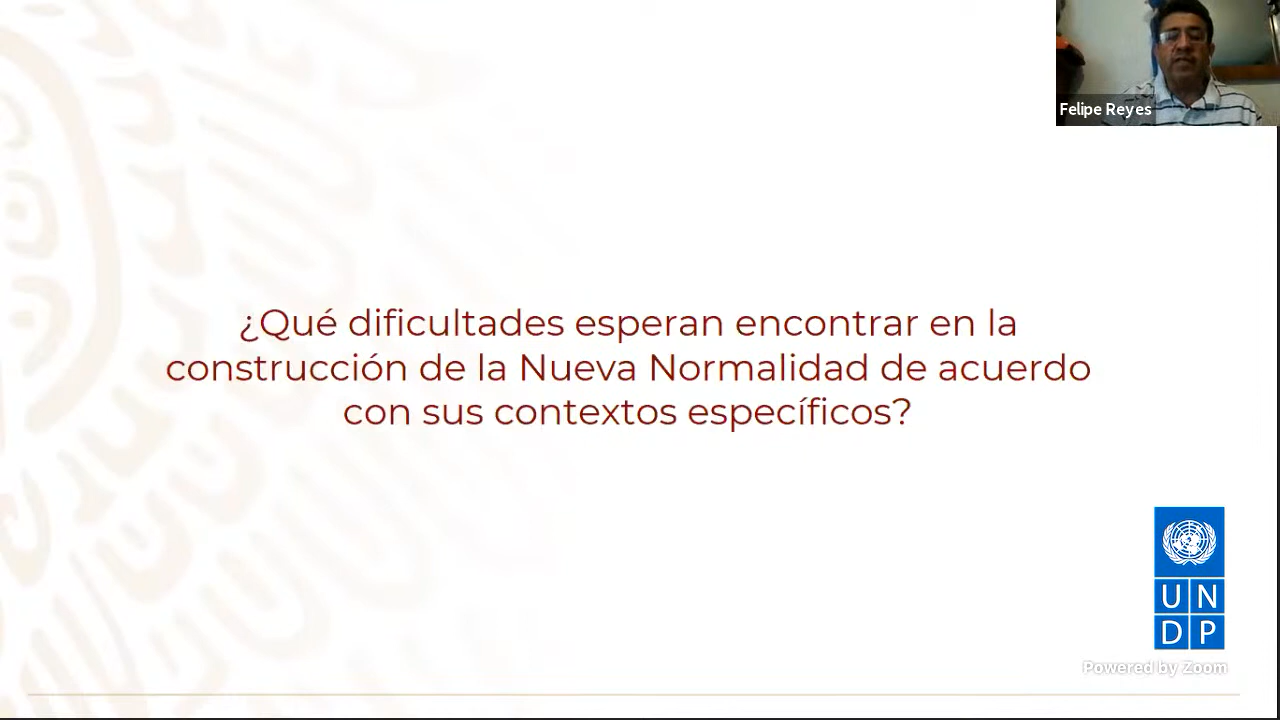 Felipe Reyes
¿Qué dificultades esperan encontrar en la
construcción de la Nueva Normalidad de acuerdo
con sus contextos específicos?
U N
D P
Powered by Zoom